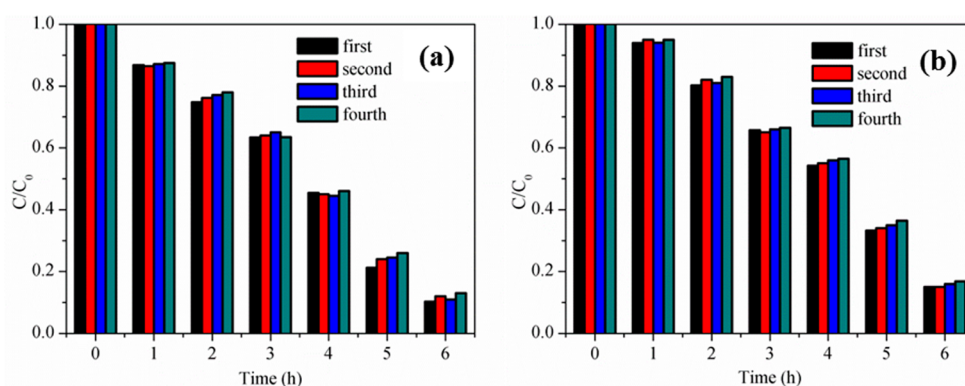 (a)
first
second
third
fourth
C/C₀
1.0
0.8
0.6
0.4
0.2
0.0
0 1 2 3 4 5 6
Time (h)
(b)
first
second
third
fourth
C/C₀
1.0
0.8
0.6
0.4
0.2
0.0
0 1 2 3 4 5 6
Time (h)